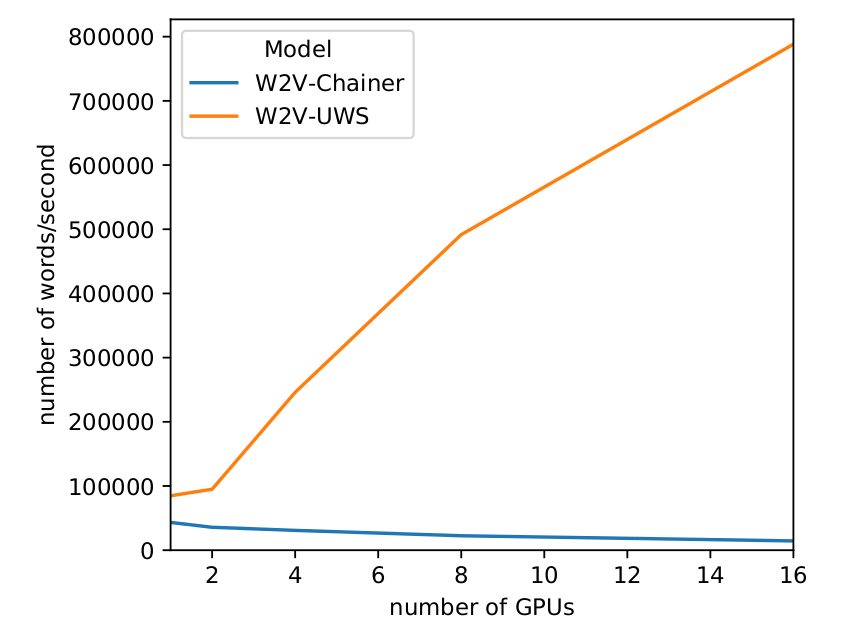 800000
700000
600000
500000
400000
300000
200000
100000
0
number of words/second
Model
W2V-Chainer
W2V-UWS
2 4 6 8 10 12 14 16
number of GPUs